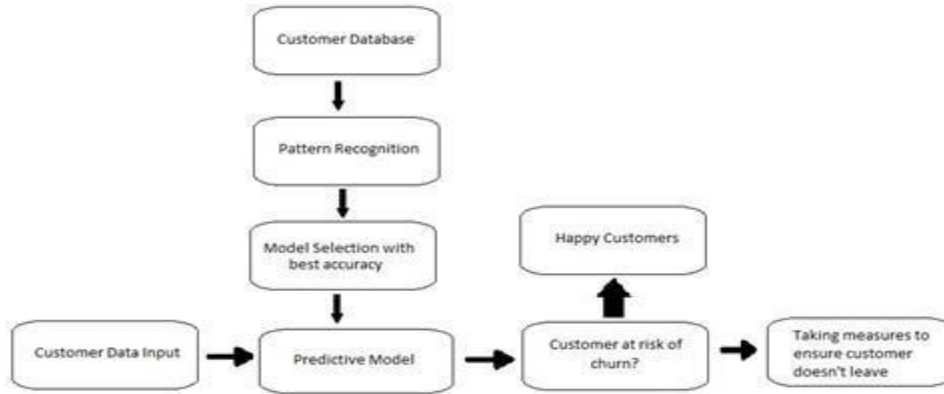 Customer Database
Pattern Recognition
Model Selection with
best accuracy
Happy Customers
Customer Data Input
Predictive Model
Customer at risk of
churn?
Taking measures to
ensure customer
doesn't leave